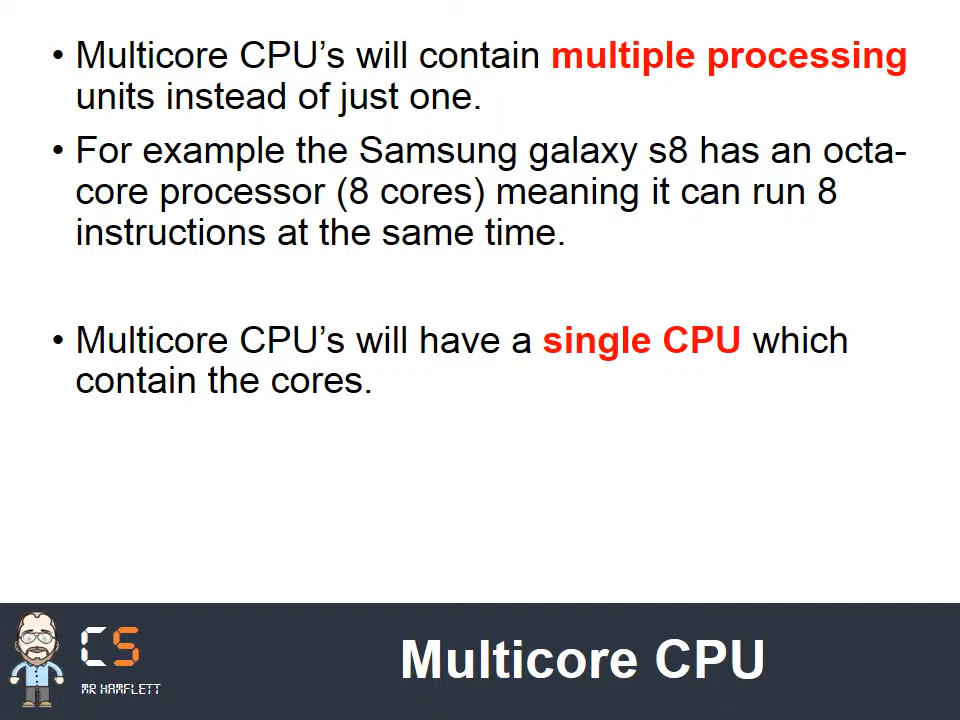 • Multicore CPU’s will contain multiple processing
units instead of just one.
• For example the Samsung galaxy s8 has an octa-
core processor (8 cores) meaning it can run 8
instructions at the same time.
• Multicore CPU’s will have a single CPU which
contain the cores.
CS
MR HAMFLETT
Multicore CPU